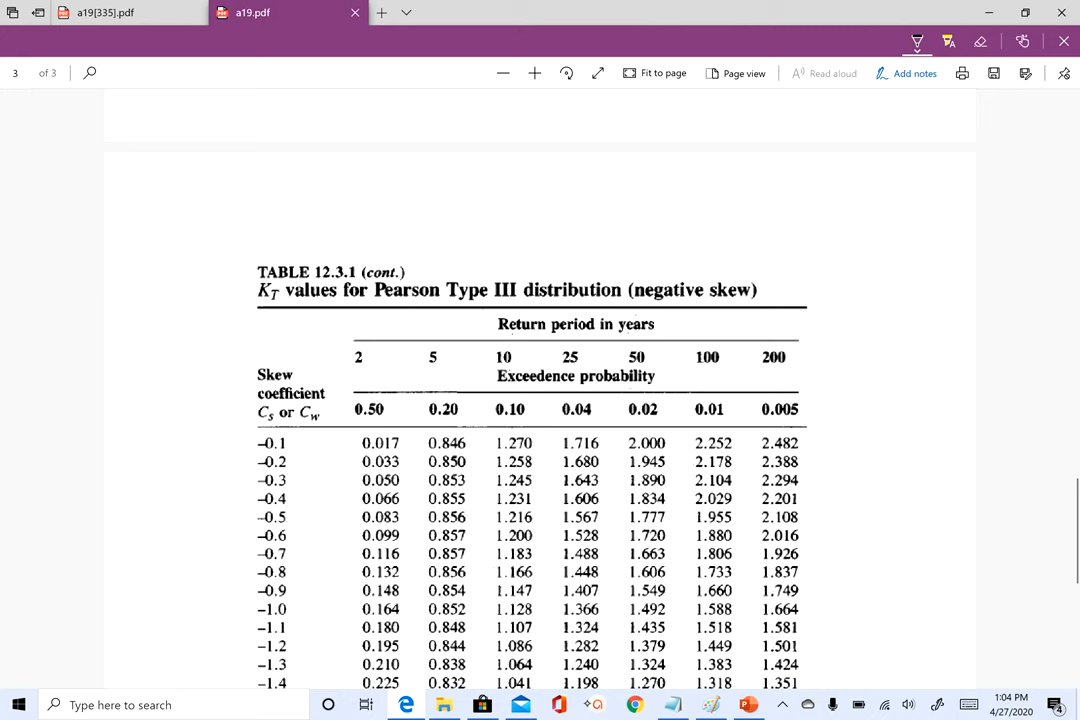 a19[335].pdf
a19.pdf
3 of 3
Fit to page
Page view
Read aloud
Add notes
TABLE 12.3.1 (cont.)
K_T values for Pearson Type III distribution (negative skew)
Return period in years
2 5 10 25 50 100 200
Skew Exceedence probability
coefficient
C_s or C_w 0.50 0.20 0.10 0.04 0.02 0.01 0.005
−0.1 0.017 0.846 1.270 1.716 2.000 2.252 2.482
−0.2 0.033 0.850 1.258 1.680 1.945 2.178 2.388
−0.3 0.050 0.853 1.245 1.643 1.890 2.104 2.294
−0.4 0.066 0.855 1.231 1.606 1.834 2.029 2.201
−0.5 0.083 0.856 1.216 1.567 1.777 1.955 2.108
−0.6 0.099 0.857 1.200 1.528 1.720 1.880 2.016
−0.7 0.116 0.857 1.183 1.488 1.663 1.806 1.926
−0.8 0.132 0.856 1.166 1.448 1.606 1.733 1.837
−0.9 0.148 0.854 1.147 1.407 1.549 1.660 1.749
−1.0 0.164 0.852 1.128 1.366 1.492 1.588 1.664
−1.1 0.180 0.848 1.107 1.324 1.435 1.518 1.581
−1.2 0.195 0.844 1.086 1.282 1.379 1.449 1.501
−1.3 0.210 0.838 1.064 1.240 1.324 1.383 1.424
−1.4 0.225 0.832 1.041 1.198 1.270 1.318 1.351
Type here to search
1:04 PM
4/27/2020
4